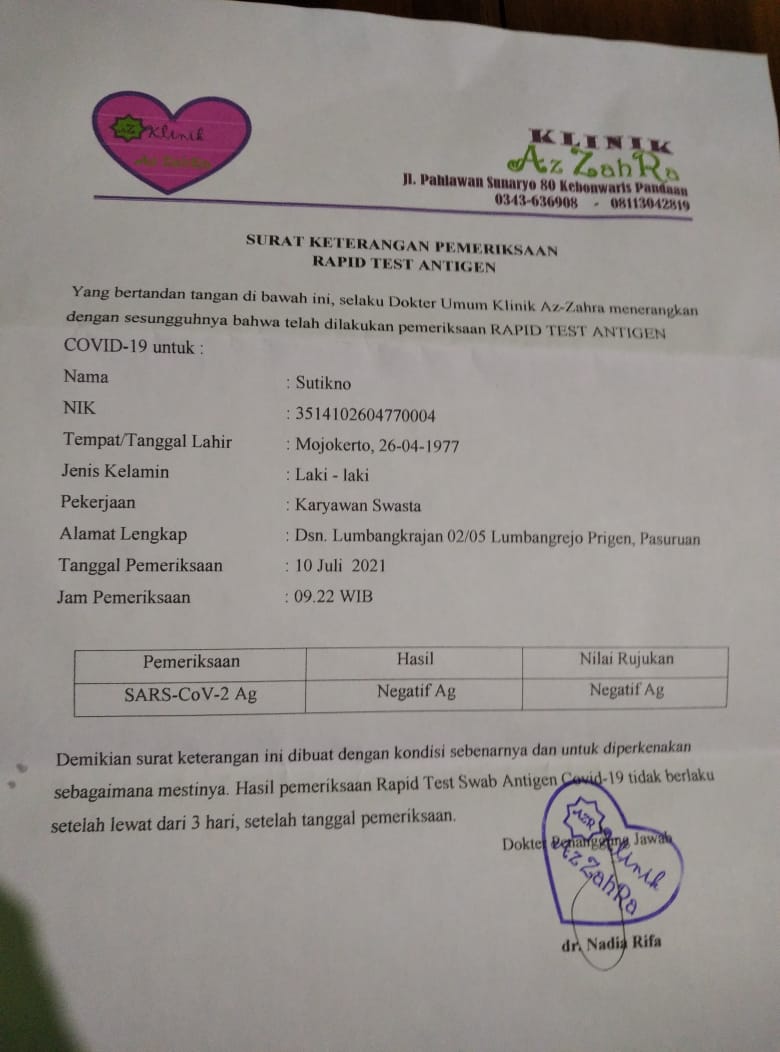 AZ Klinik
Az Zahra
KLINIK
Az ZahRa
Jl. Pahlawan Sunaryo 80 Kebonwaris Pandaan
0343-636908 - 08113042819
SURAT KETERANGAN PEMERIKSAAN
RAPID TEST ANTIGEN
Yang bertandan tangan di bawah ini, selaku Dokter Umum Klinik Az-Zahra menerangkan
dengan sesungguhnya bahwa telah dilakukan pemeriksaan RAPID TEST ANTIGEN
COVID-19 untuk :
Nama : Sutikno
NIK : 3514102604770004
Tempat/Tanggal Lahir : Mojokerto, 26-04-1977
Jenis Kelamin : Laki - laki
Pekerjaan : Karyawan Swasta
Alamat Lengkap : Dsn. Lumbangkrajan 02/05 Lumbangrejo Prigen, Pasuruan
Tanggal Pemeriksaan : 10 Juli 2021
Jam Pemeriksaan : 09.22 WIB
Pemeriksaan Hasil Nilai Rujukan
SARS-CoV-2 Ag Negatif Ag Negatif Ag
Demikian surat keterangan ini dibuat dengan kondisi sebenarnya dan untuk diperkenakan
sebagaimana mestinya. Hasil pemeriksaan Rapid Test Swab Antigen Covid-19 tidak berlaku
setelah lewat dari 3 hari, setelah tanggal pemeriksaan.
Dokter Penanggung Jawab
AZR Klinik
Az ZahRa
dr. Nadia Rifa